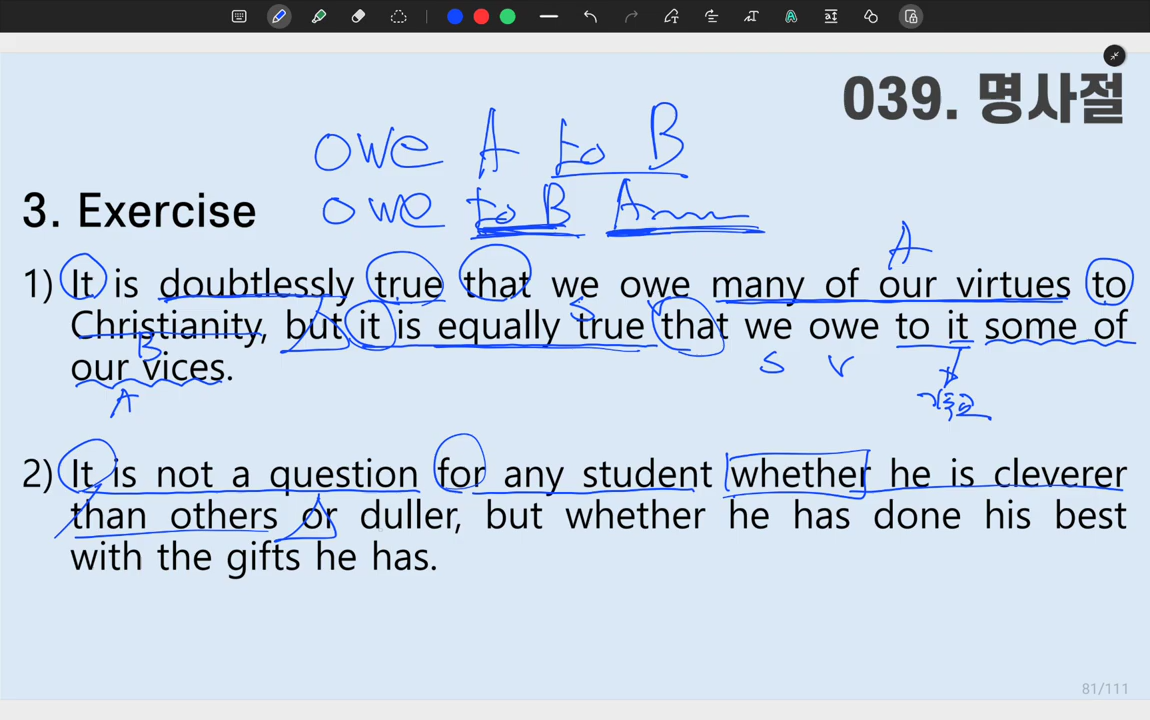 039. 명사절
owe A to B
3. Exercise
owe to B A
A
1) It is doubtlessly true that we owe many of our virtues to
Christianity, but it is equally true that we owe to it some of
B
S
V
our vices.
S V
A
2) It is not a question for any student whether he is cleverer
than others or duller, but whether he has done his best
with the gifts he has.
81/111